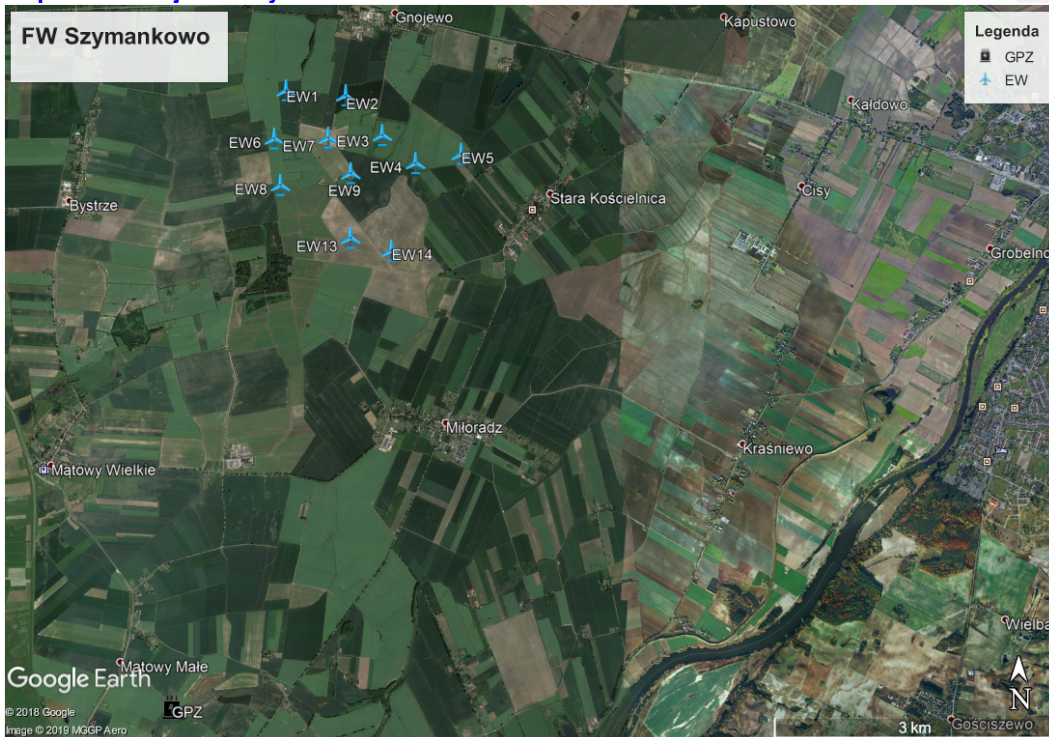 FW Szymankowo
Gnojewo
Kapustowo
Legenda
GPZ
EW
EW1
EW2
Kałdowo
EW6
EW7
EW3
EW4
EW5
EW8
EW9
Bystrze
Stara Kościelnica
Cisy
EW13
EW14
Grobelno
Miłoradz
Kraśniewo
Mątowy Wielkie
Wielba
Mątowy Małe
Google Earth
GPZ
N
© 2018 Google
Image © 2019 MGGP Aero
3 km
Gościszewo